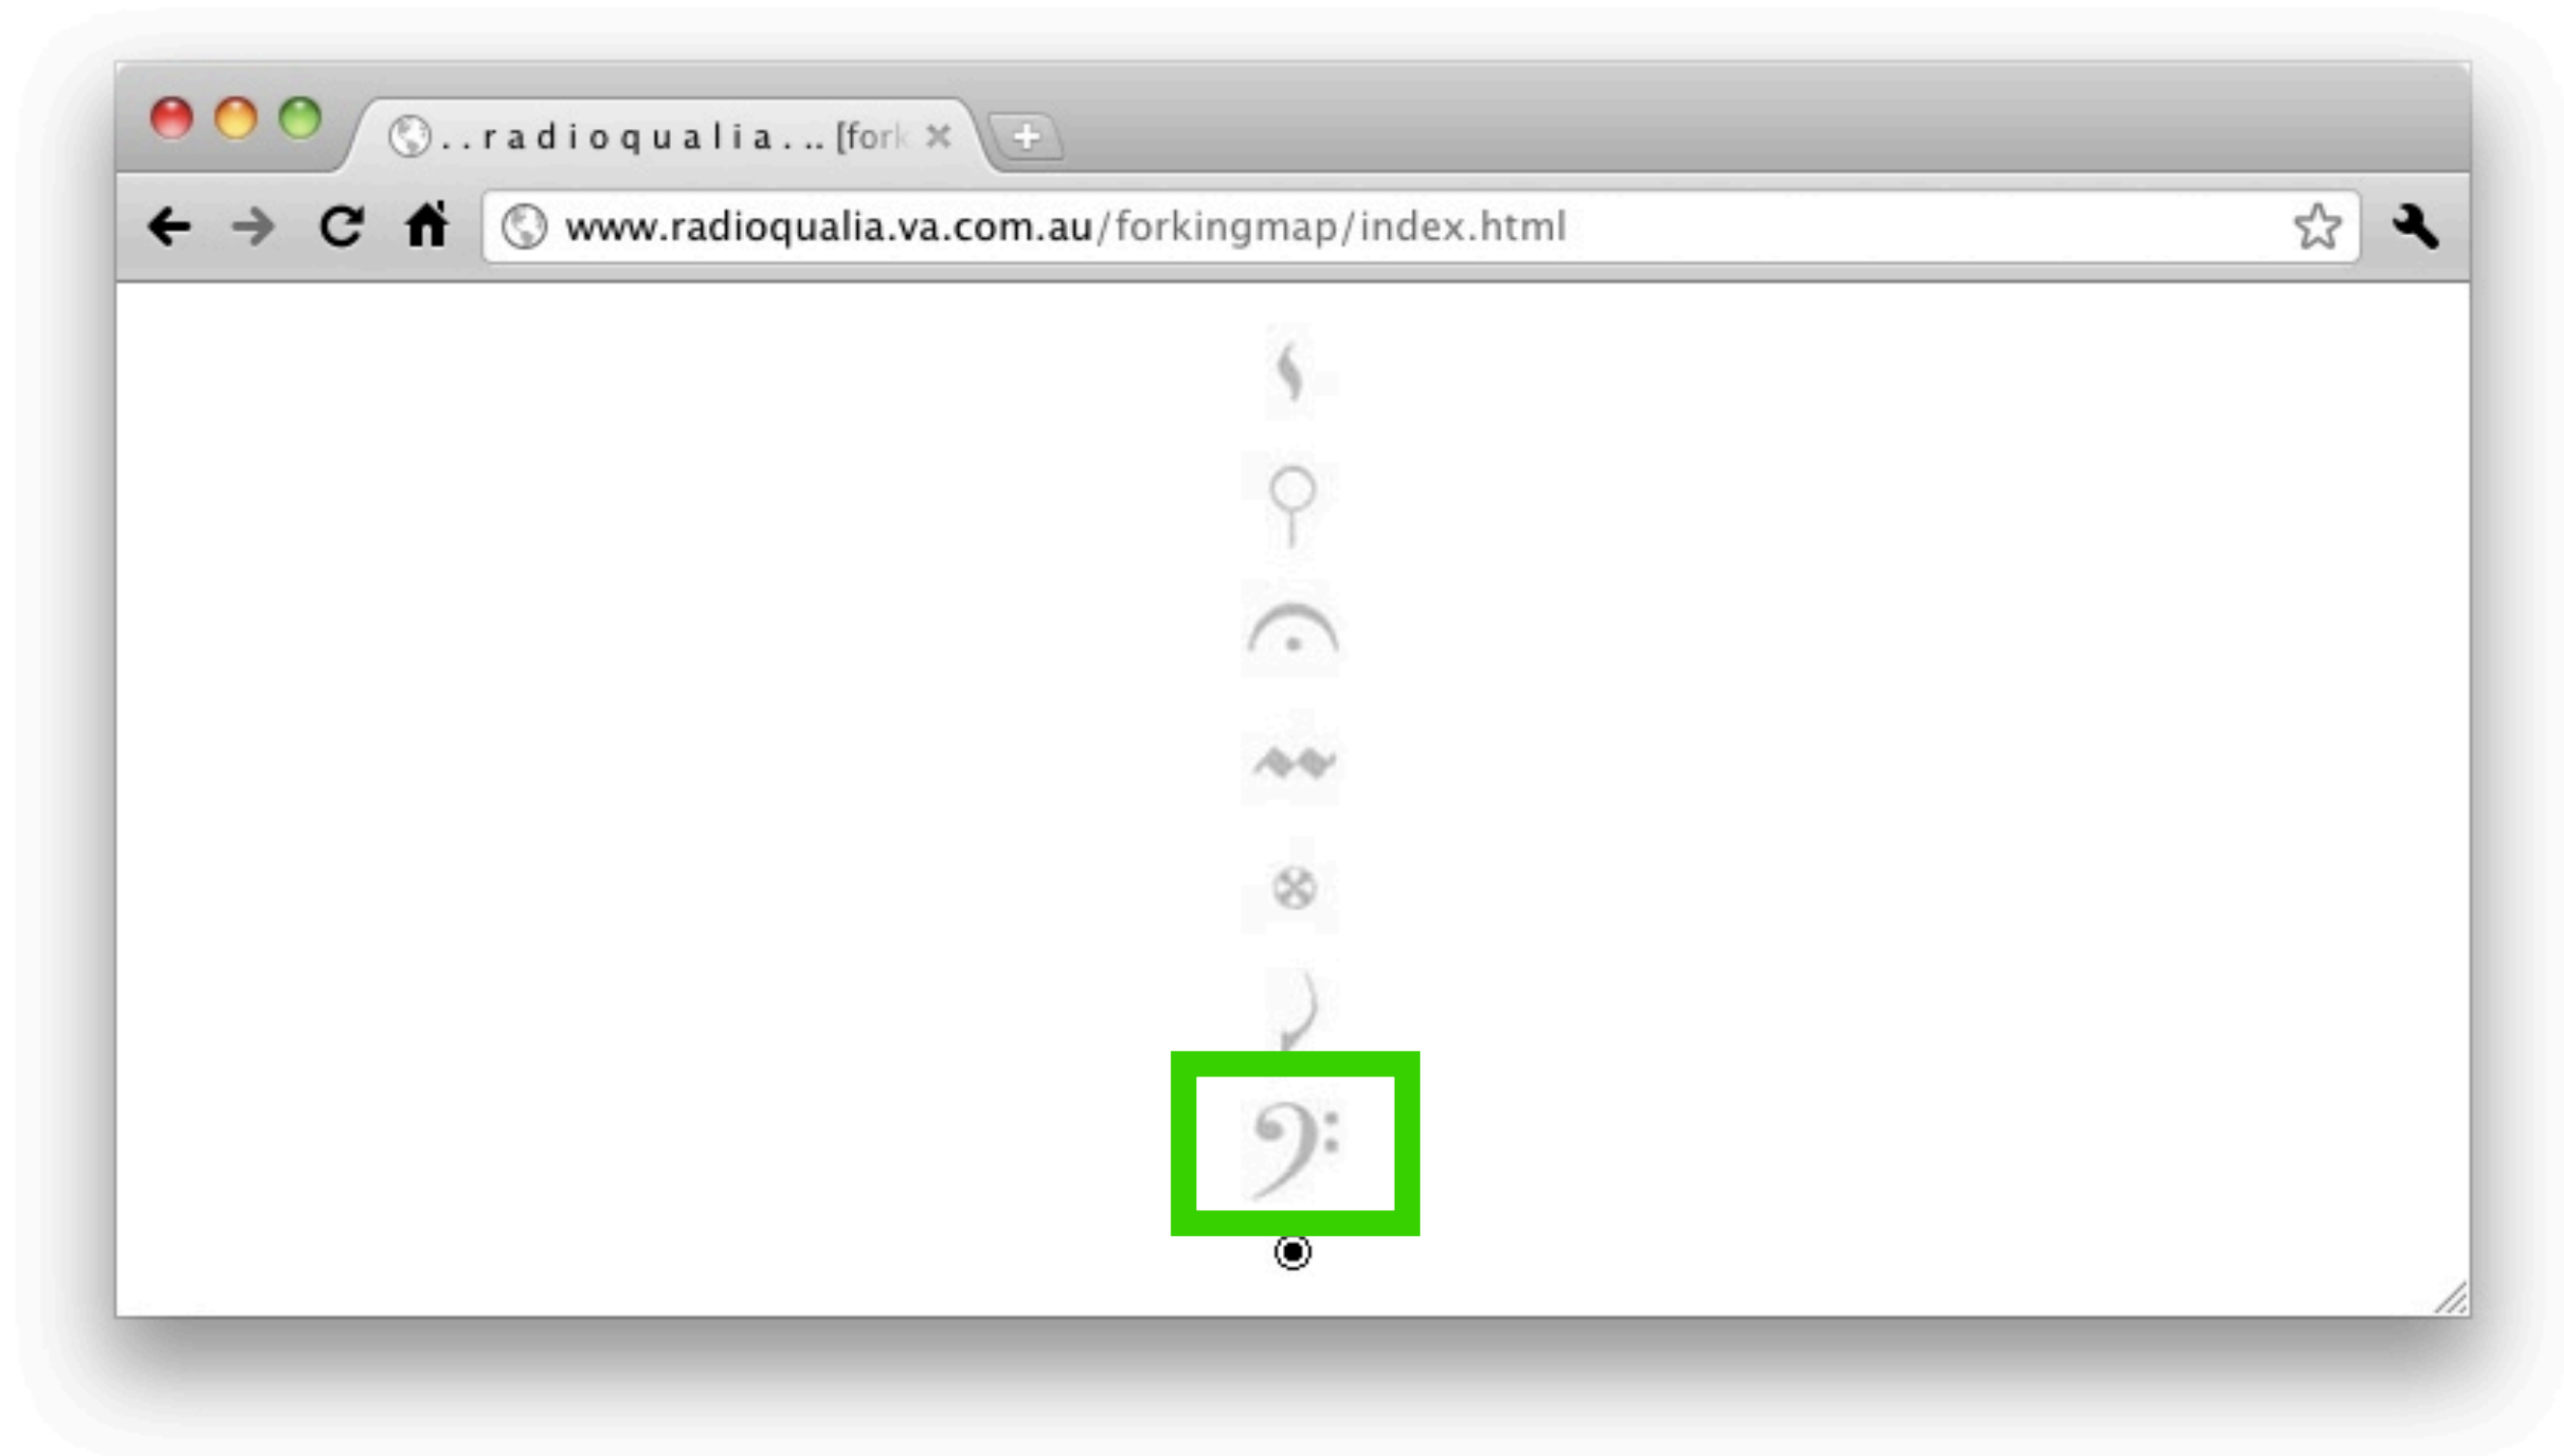 . . r a d i o q u a l i a . .. [fork
www.radioqualia.va.com.au/forkingmap/index.html